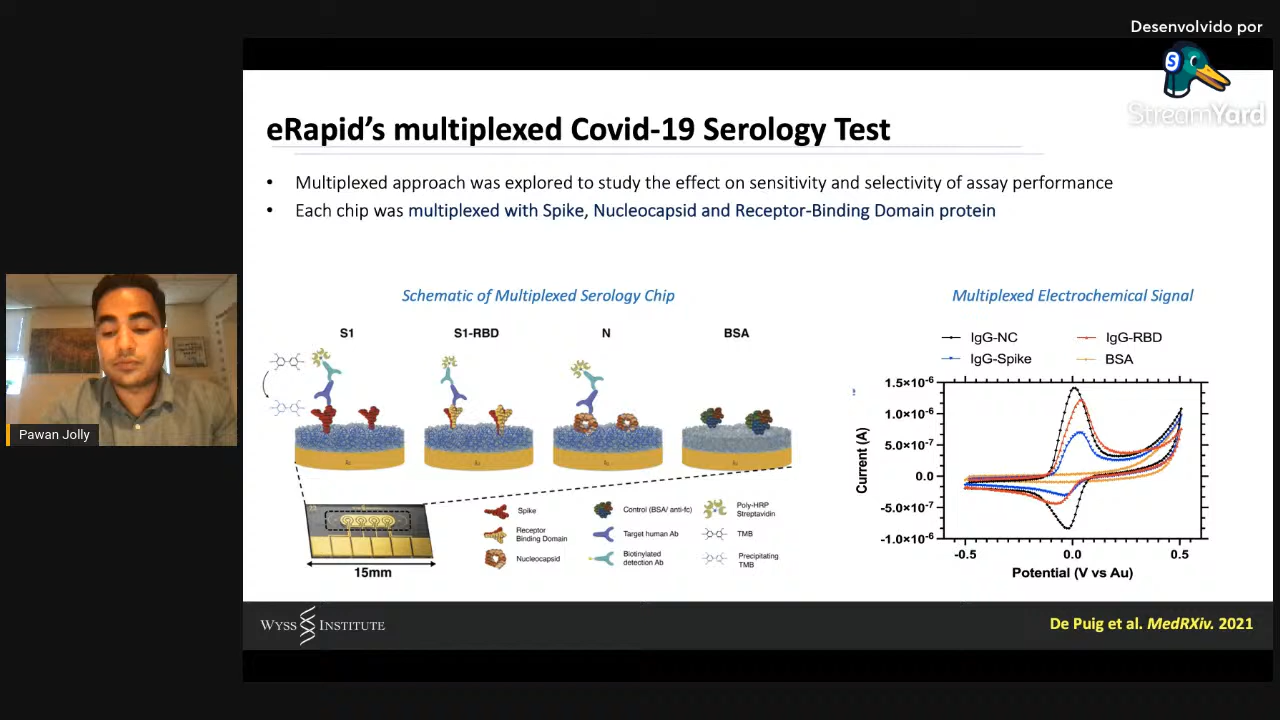 Desenvolvido por
S
StreamYard
eRapid's multiplexed Covid-19 Serology Test
• Multiplexed approach was explored to study the effect on sensitivity and selectivity of assay performance
• Each chip was multiplexed with Spike, Nucleocapsid and Receptor-Binding Domain protein
Schematic of Multiplexed Serology Chip
S1
S1-RBD
N
BSA
Spike
Receptor
Binding Domain
Nucleocapsid
Control (BSA/ anti-fc)
Target human Ab
Biotinylated
detection Ab
Poly-HRP
Streptavidin
TMB
Precipitating
TMB
15mm
Multiplexed Electrochemical Signal
IgG-NC
IgG-RBD
IgG-Spike
BSA
Current (A)
1.5×10-6
1.0×10-6
5.0×10-7
0.0
-5.0×10-7
-1.0×10-6
-0.5
0.0
0.5
Potential (V vs Au)
Pawan Jolly
WYSS INSTITUTE
De Puig et al. MedRXiv. 2021